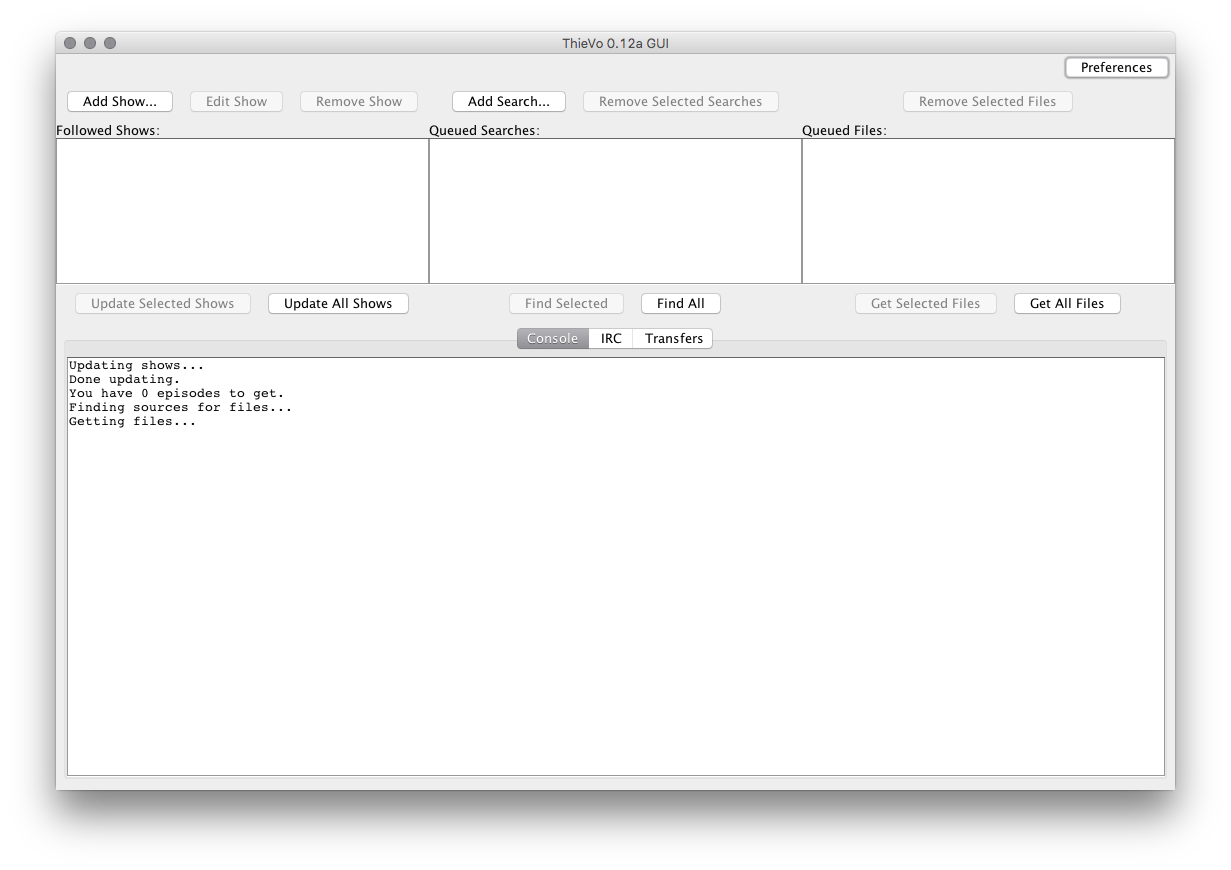 ThieVo 0.12a GUI
Preferences
Add Show... Edit Show Remove Show Add Search... Remove Selected Searches Remove Selected Files
Followed Shows: Queued Searches: Queued Files:
Update Selected Shows Update All Shows Find Selected Find All Get Selected Files Get All Files
Console IRC Transfers
Updating shows...
Done updating.
You have 0 episodes to get.
Finding sources for files...
Getting files...